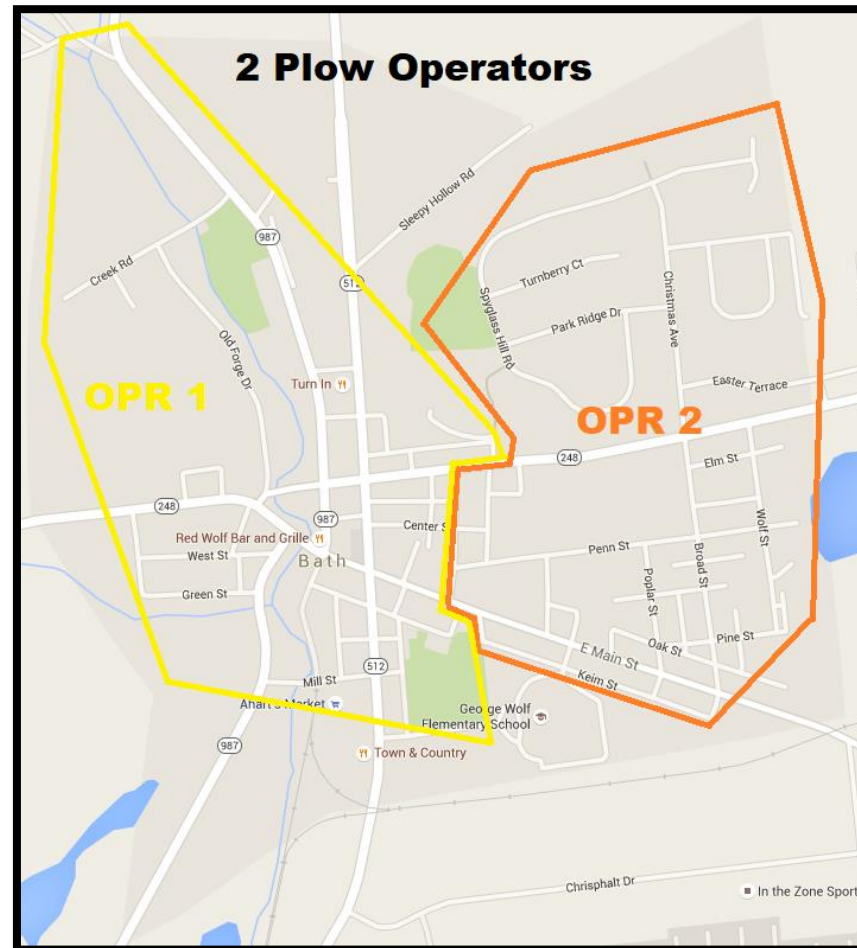 2 Plow Operators
Sleepy Hollow Rd
987
Creek Rd
512
Turnberry Ct
Christmas Ave
Spyglass Hill Rd
Park Ridge Dr
Old Forge Dr
Turn In
Easter Terrace
OPR 1
OPR 2
248
Elm St
248
Wolf St
987
Center S
Red Wolf Bar and Grille
Penn St
Broad St
West St
Bath
Poplar St
Green St
Pine St
Oak St
E Main St
512
Keim St
Mill St
Ahart's Market
George Wolf
Elementary School
987
Town & Country
Chrisphalt Dr
In the Zone Sport